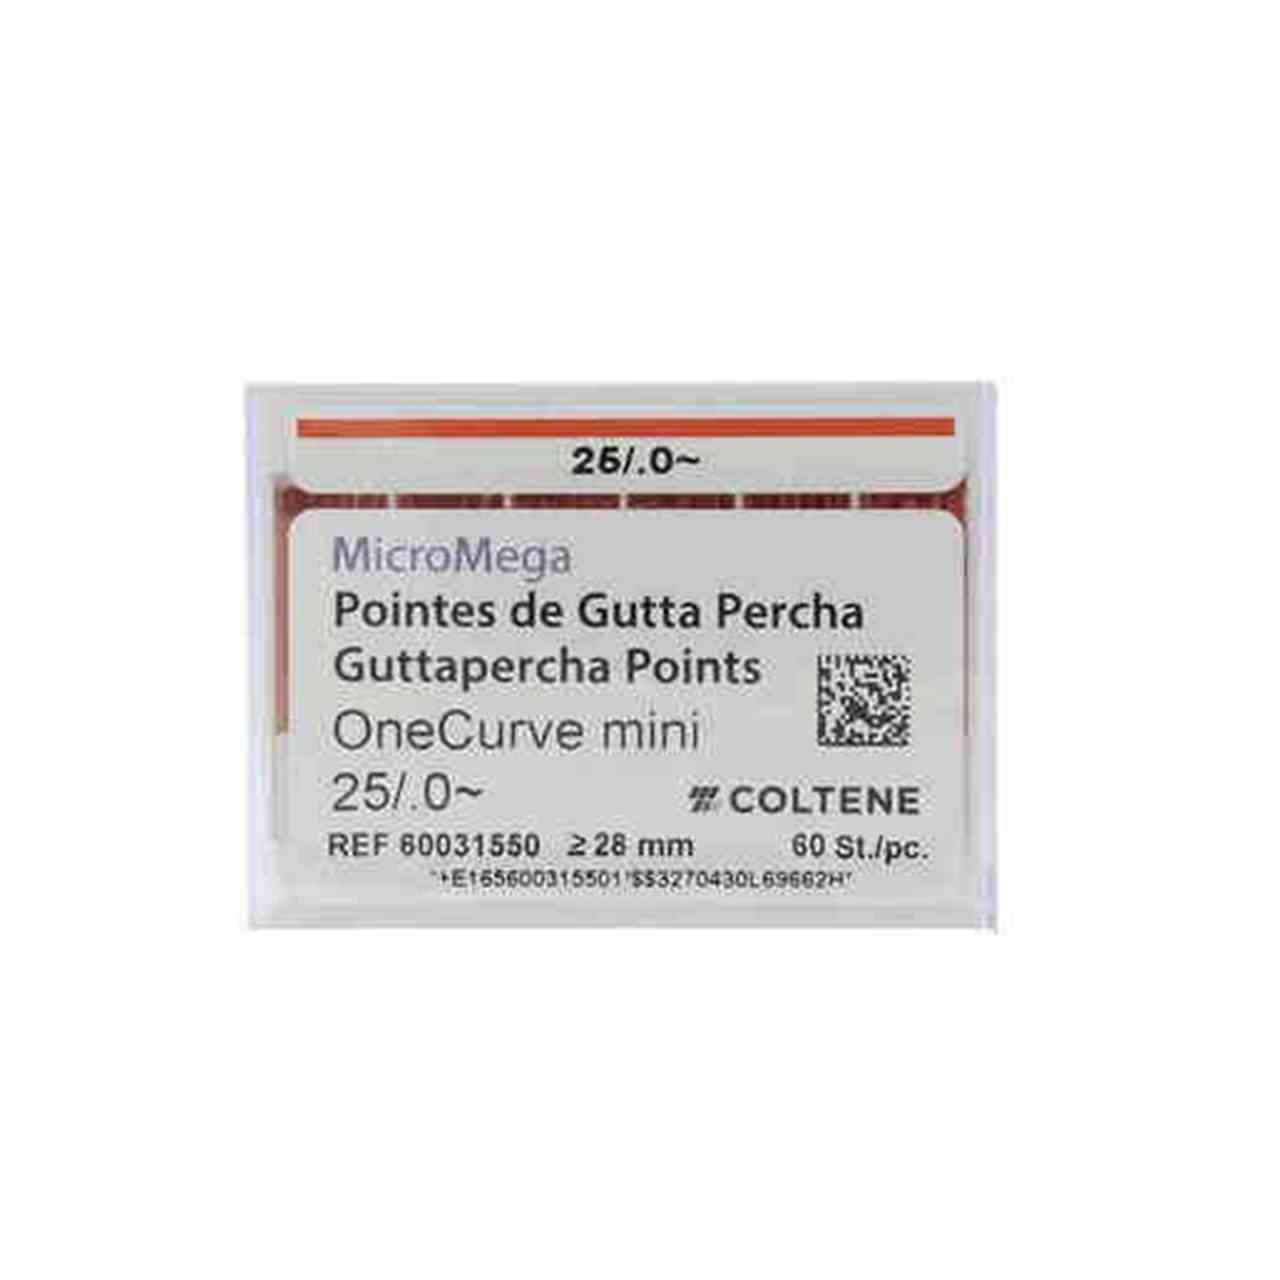 25/.0~
MicroMega
Pointes de Gutta Percha
Guttapercha Points
OneCurve mini
25/.0~
COLTENE
REF 60031550 ≥ 28 mm 60 St./pc.
*+E165600315501*$$3270430L69662H*